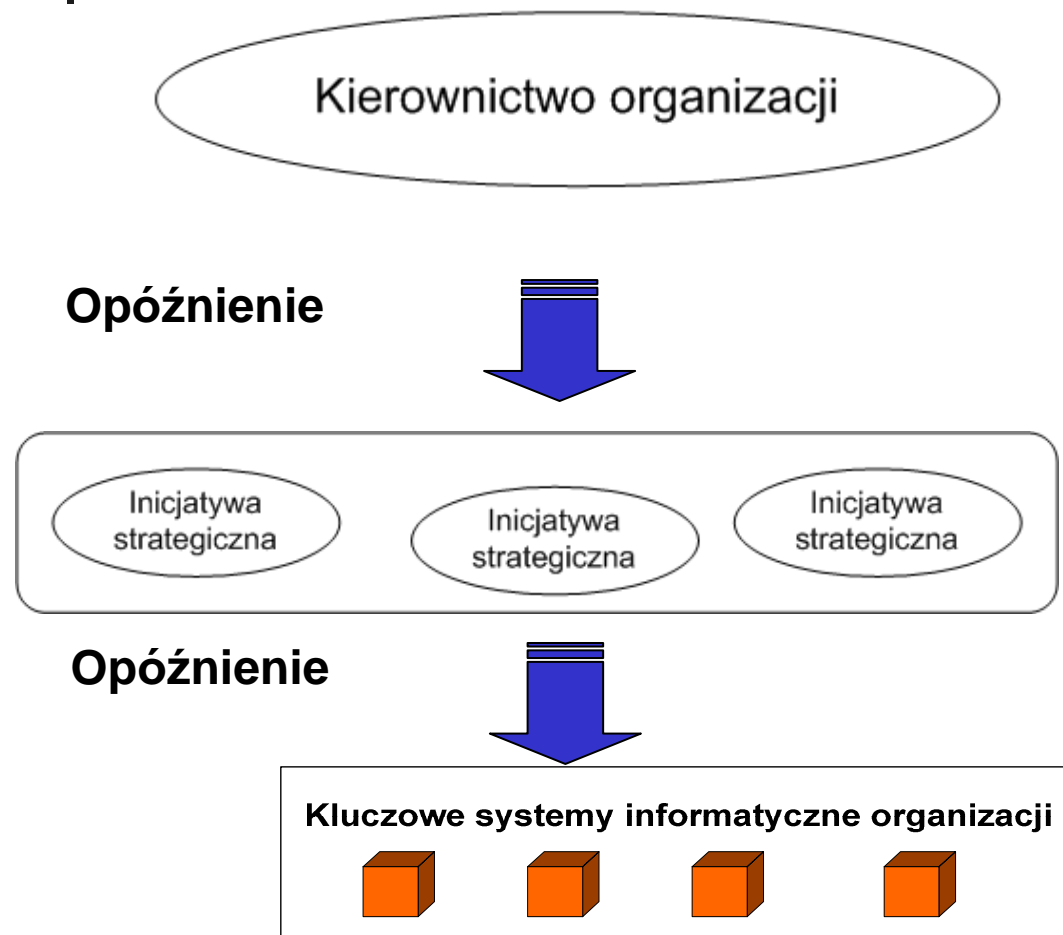 Kierownictwo organizacji
Opóźnienie
Inicjatywa
strategiczna
Inicjatywa
strategiczna
Inicjatywa
strategiczna
Opóźnienie
Kluczowe systemy informatyczne organizacji